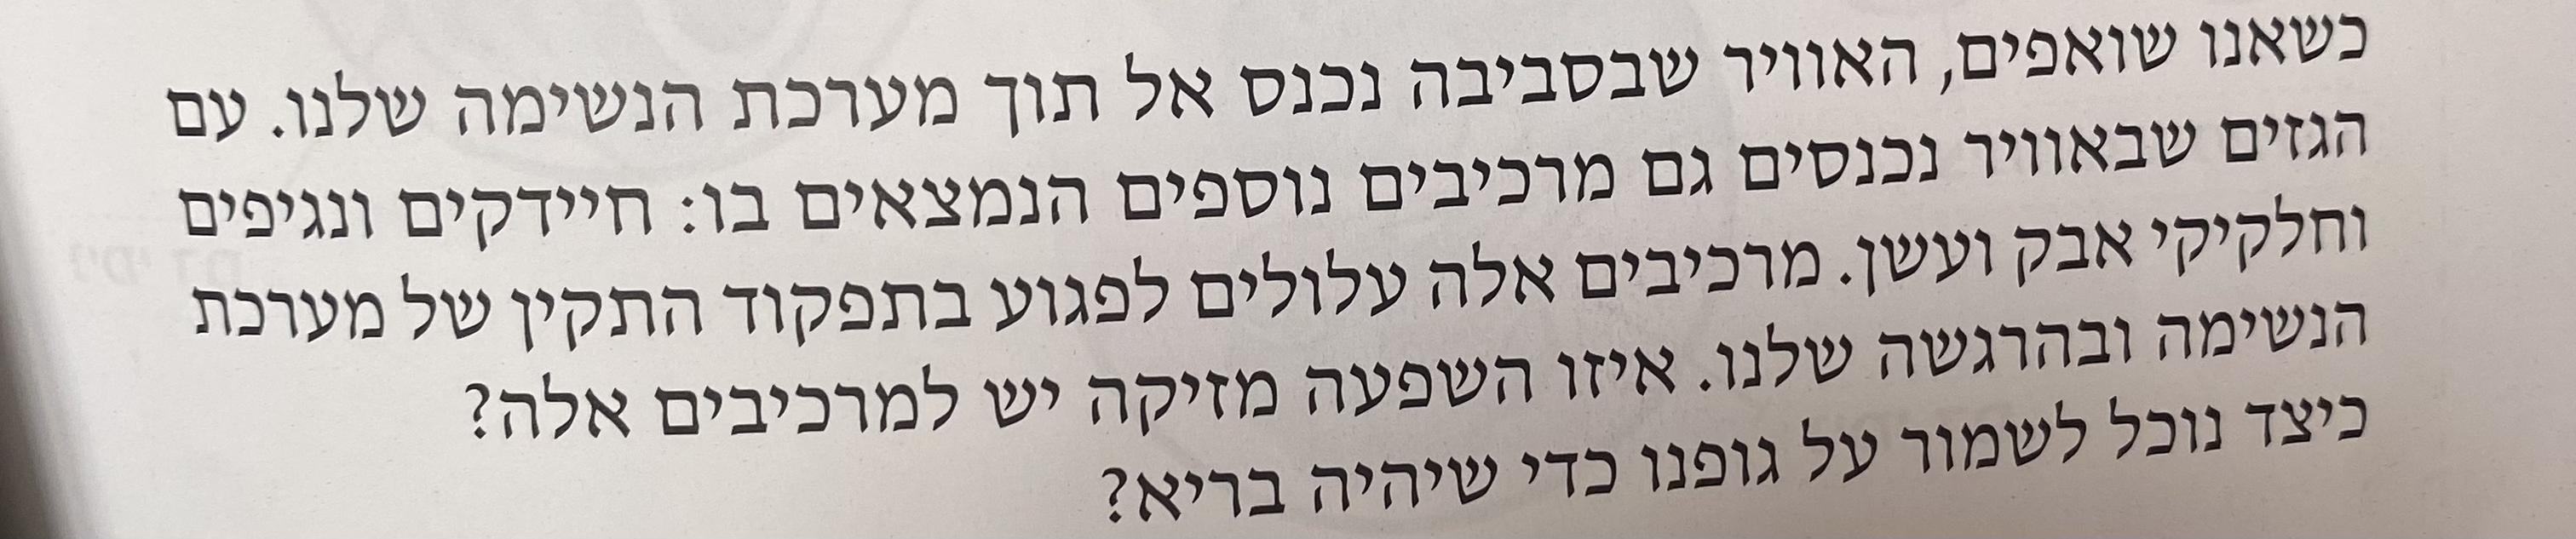 כשאנו שואפים, האוויר שבסביבה נכנס אל תוך מערכת הנשימה שלנו. עם
הגזים שבאוויר נכנסים גם מרכיבים נוספים הנמצאים בו: חיידקים ונגיפים
וחלקיקי אבק ועשן. מרכיבים אלה עלולים לפגוע בתפקוד התקין של מערכת
הנשימה ובהרגשה שלנו. איזו השפעה מזיקה יש למרכיבים אלה?
כיצד נוכל לשמור על גופנו כדי שיהיה בריא?